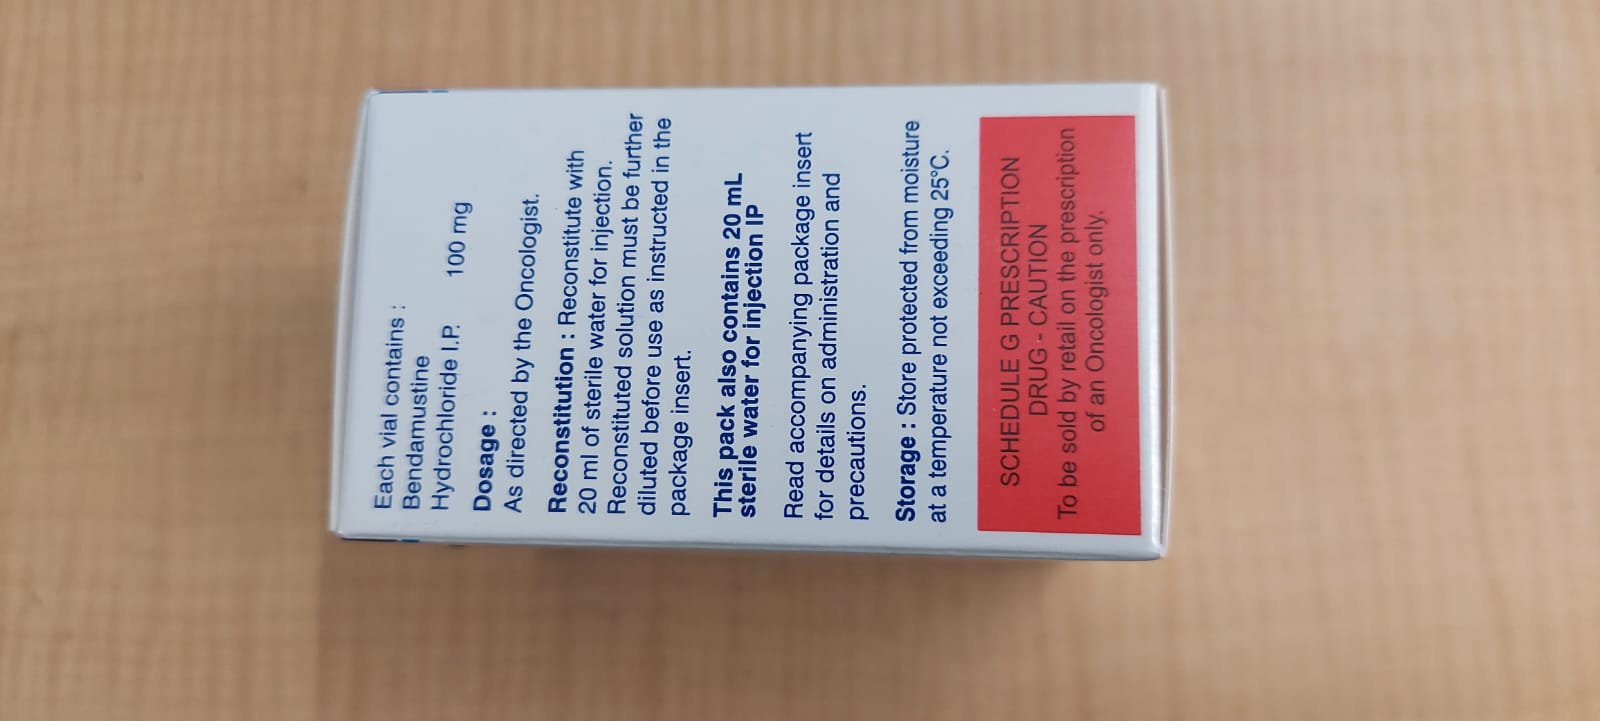 Each vial contains :
Bendamustine
Hydrochloride I.P. 100 mg
Dosage :
As directed by the Oncologist.
Reconstitution : Reconstitute with
20 ml of sterile water for injection.
Reconstituted solution must be further
diluted before use as instructed in the
package insert.
This pack also contains 20 mL
sterile water for injection IP
Read accompanying package insert
for details on administration and
precautions.
Storage : Store protected from moisture
at a temperature not exceeding 25°C.
SCHEDULE G PRESCRIPTION
DRUG - CAUTION
To be sold by retail on the prescription
of an Oncologist only.